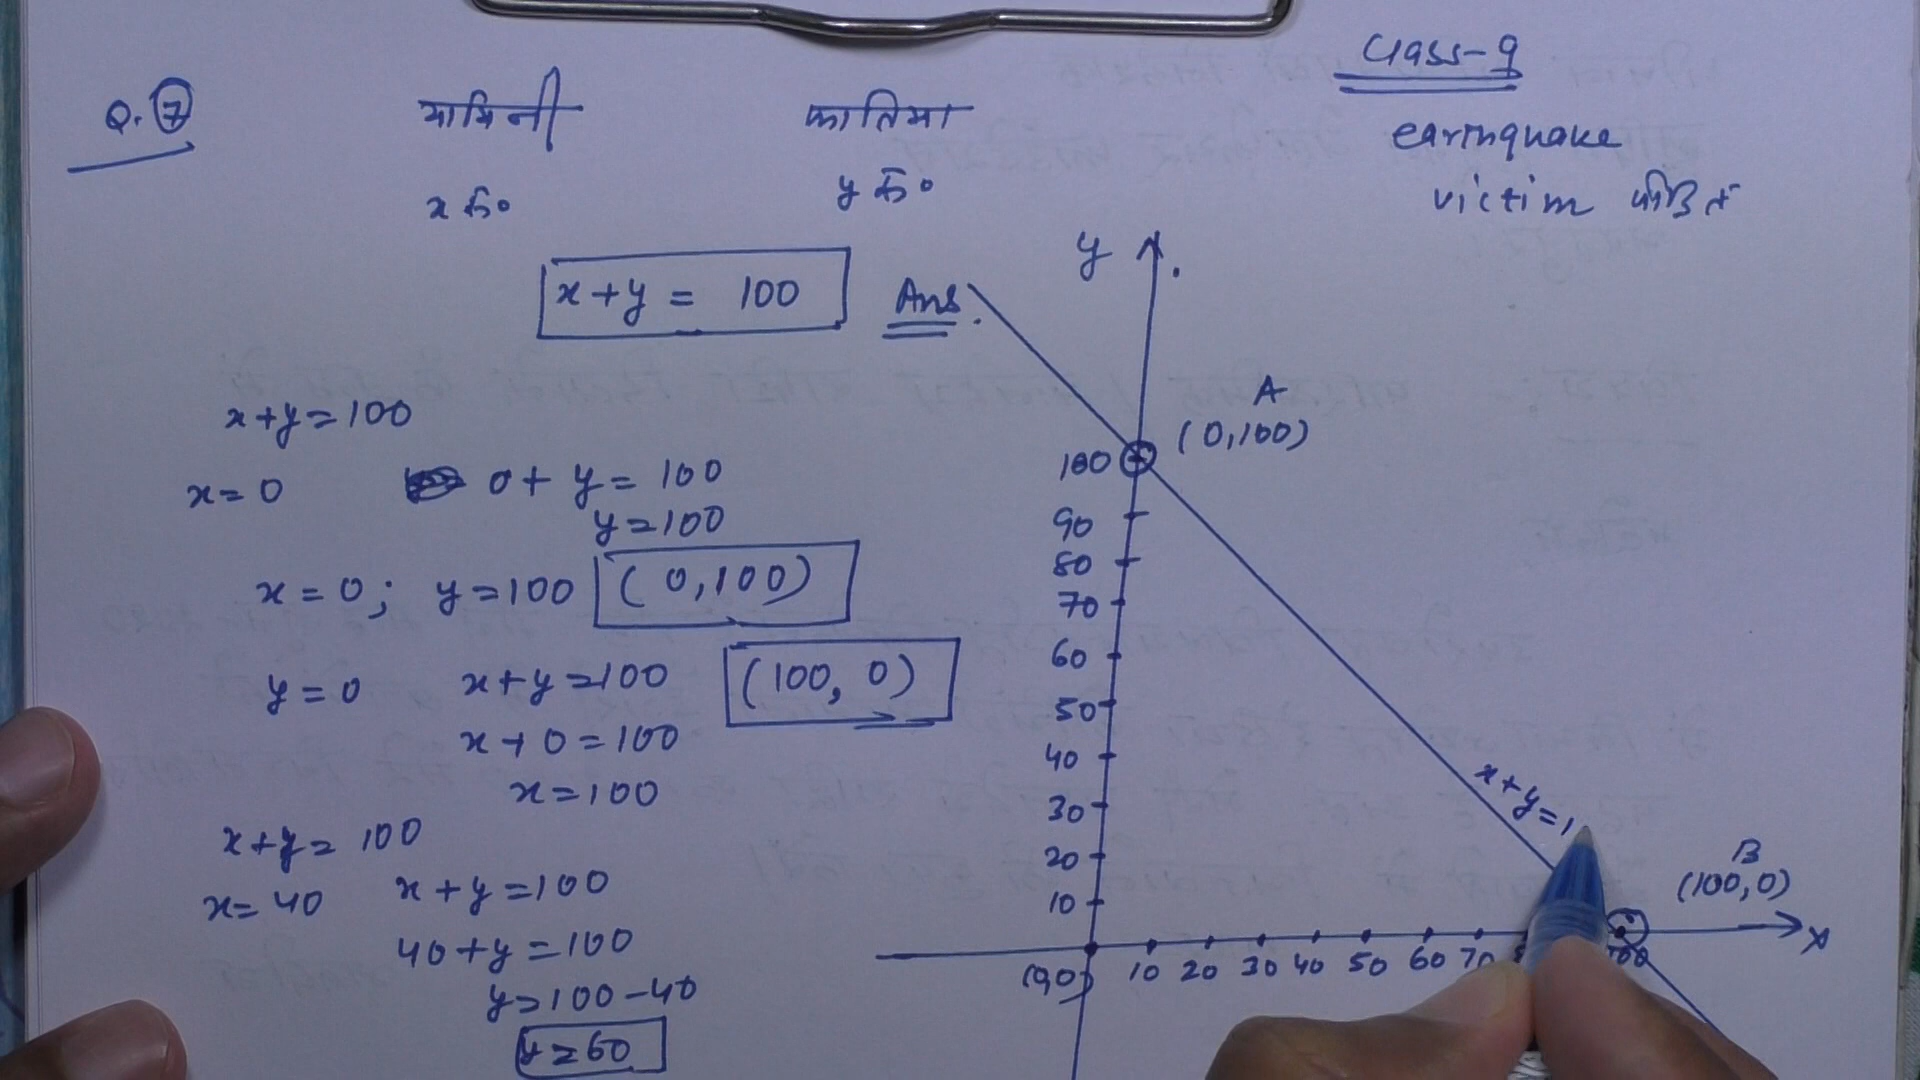 Class-9
Q. 7
यामिनी
फातिमा
earthquake
x रु०
y रु०
victim पीड़ित
x+y = 100
Ans.
x+y=100
x=0
0+ y = 100
y=100
x=0; y=100 (0,100)
y=0
x+y=100 (100, 0)
x+0=100
x=100
x+y= 100
x=40
x+y=100
40+y=100
y=100-40
y=60
y
A
(0,100)
100
90
80
70
60
50
40
30
20
10
x+y=1
B
(100,0)
x
10 20 30 40 50 60 70 100